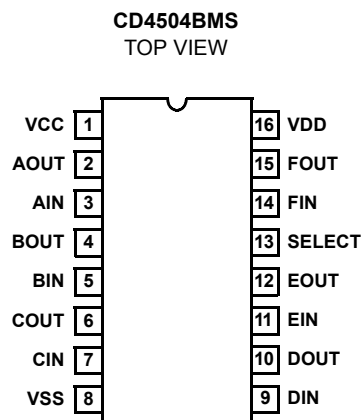 CD4504BMS
TOP VIEW
VCC 1 16 VDD
AOUT 2 15 FOUT
AIN 3 14 FIN
BOUT 4 13 SELECT
BIN 5 12 EOUT
COUT 6 11 EIN
CIN 7 10 DOUT
VSS 8 9 DIN